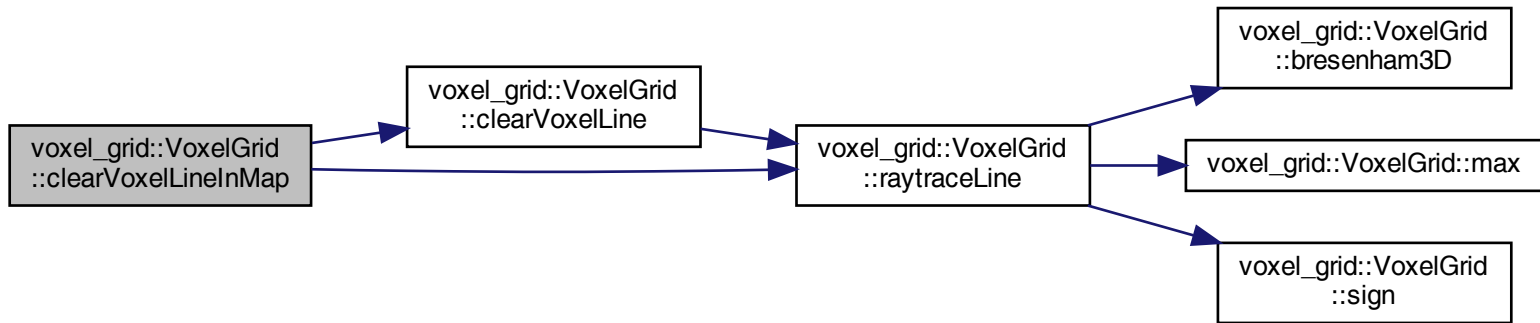 voxel_grid::VoxelGrid
::clearVoxelLineInMap
voxel_grid::VoxelGrid
::clearVoxelLine
voxel_grid::VoxelGrid
::raytraceLine
voxel_grid::VoxelGrid
::bresenham3D
voxel_grid::VoxelGrid::max
voxel_grid::VoxelGrid
::sign